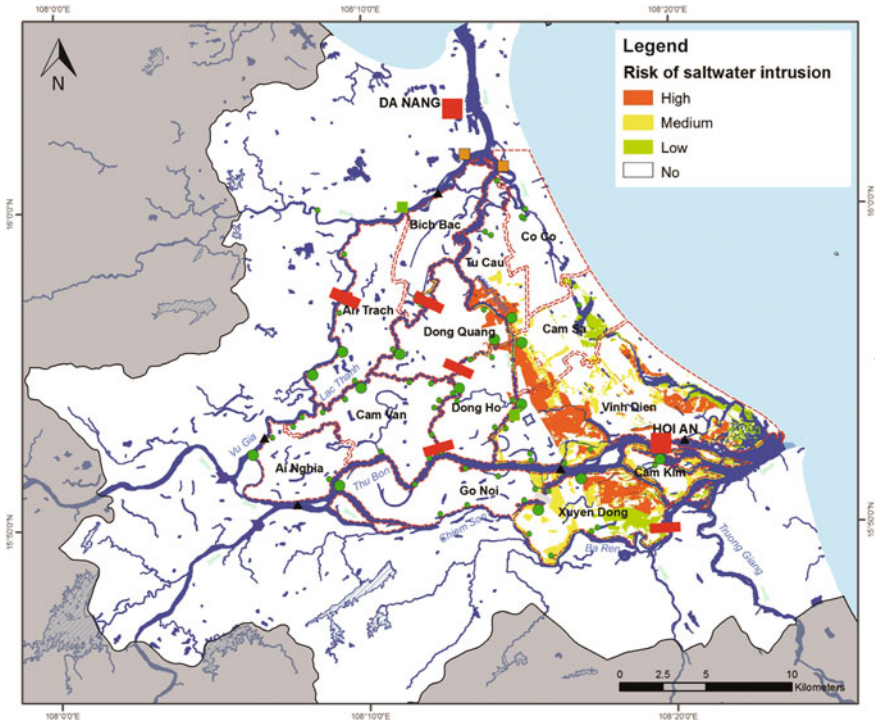 108°0'0"E
108°10'0"E
108°20'0"E
N
Legend
Risk of saltwater intrusion
High
Medium
Low
No
DA NANG
16°0'0"N
16°0'0"N
Bich Bac
Co Co
Tu Cau
An Trach
Dong Quang
Cam Sa
Lac Thanh
Cam Van
Dong Ho
Vinh Dien
HOI AN
Vu Gia
Ai Nghia
Thu Bon
Cam Kim
Go Noi
Xuyen Dong
Chiem Son
Ba Ren
Truong Giang
15°50'0"N
15°50'0"N
0 2.5 5 10
Kilometers
108°0'0"E
108°10'0"E
108°20'0"E